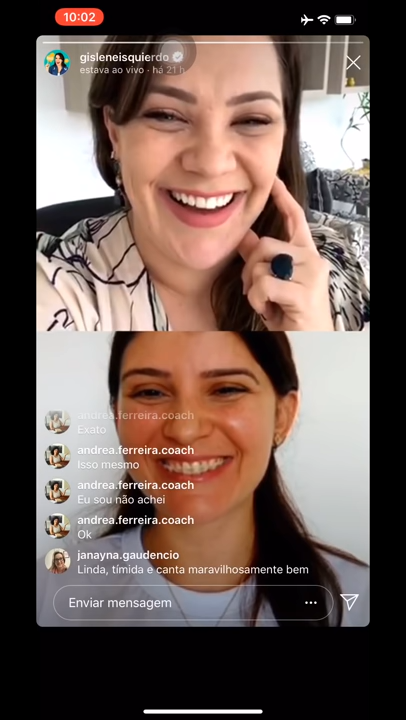 10:02
gisleneisquierdo
estava ao vivo · há 21 h
andrea.ferreira.coach
Exato
andrea.ferreira.coach
Isso mesmo
andrea.ferreira.coach
Eu sou não achei
andrea.ferreira.coach
Ok
janayna.gaudencio
Linda, tímida e canta maravilhosamente bem
Enviar mensagem